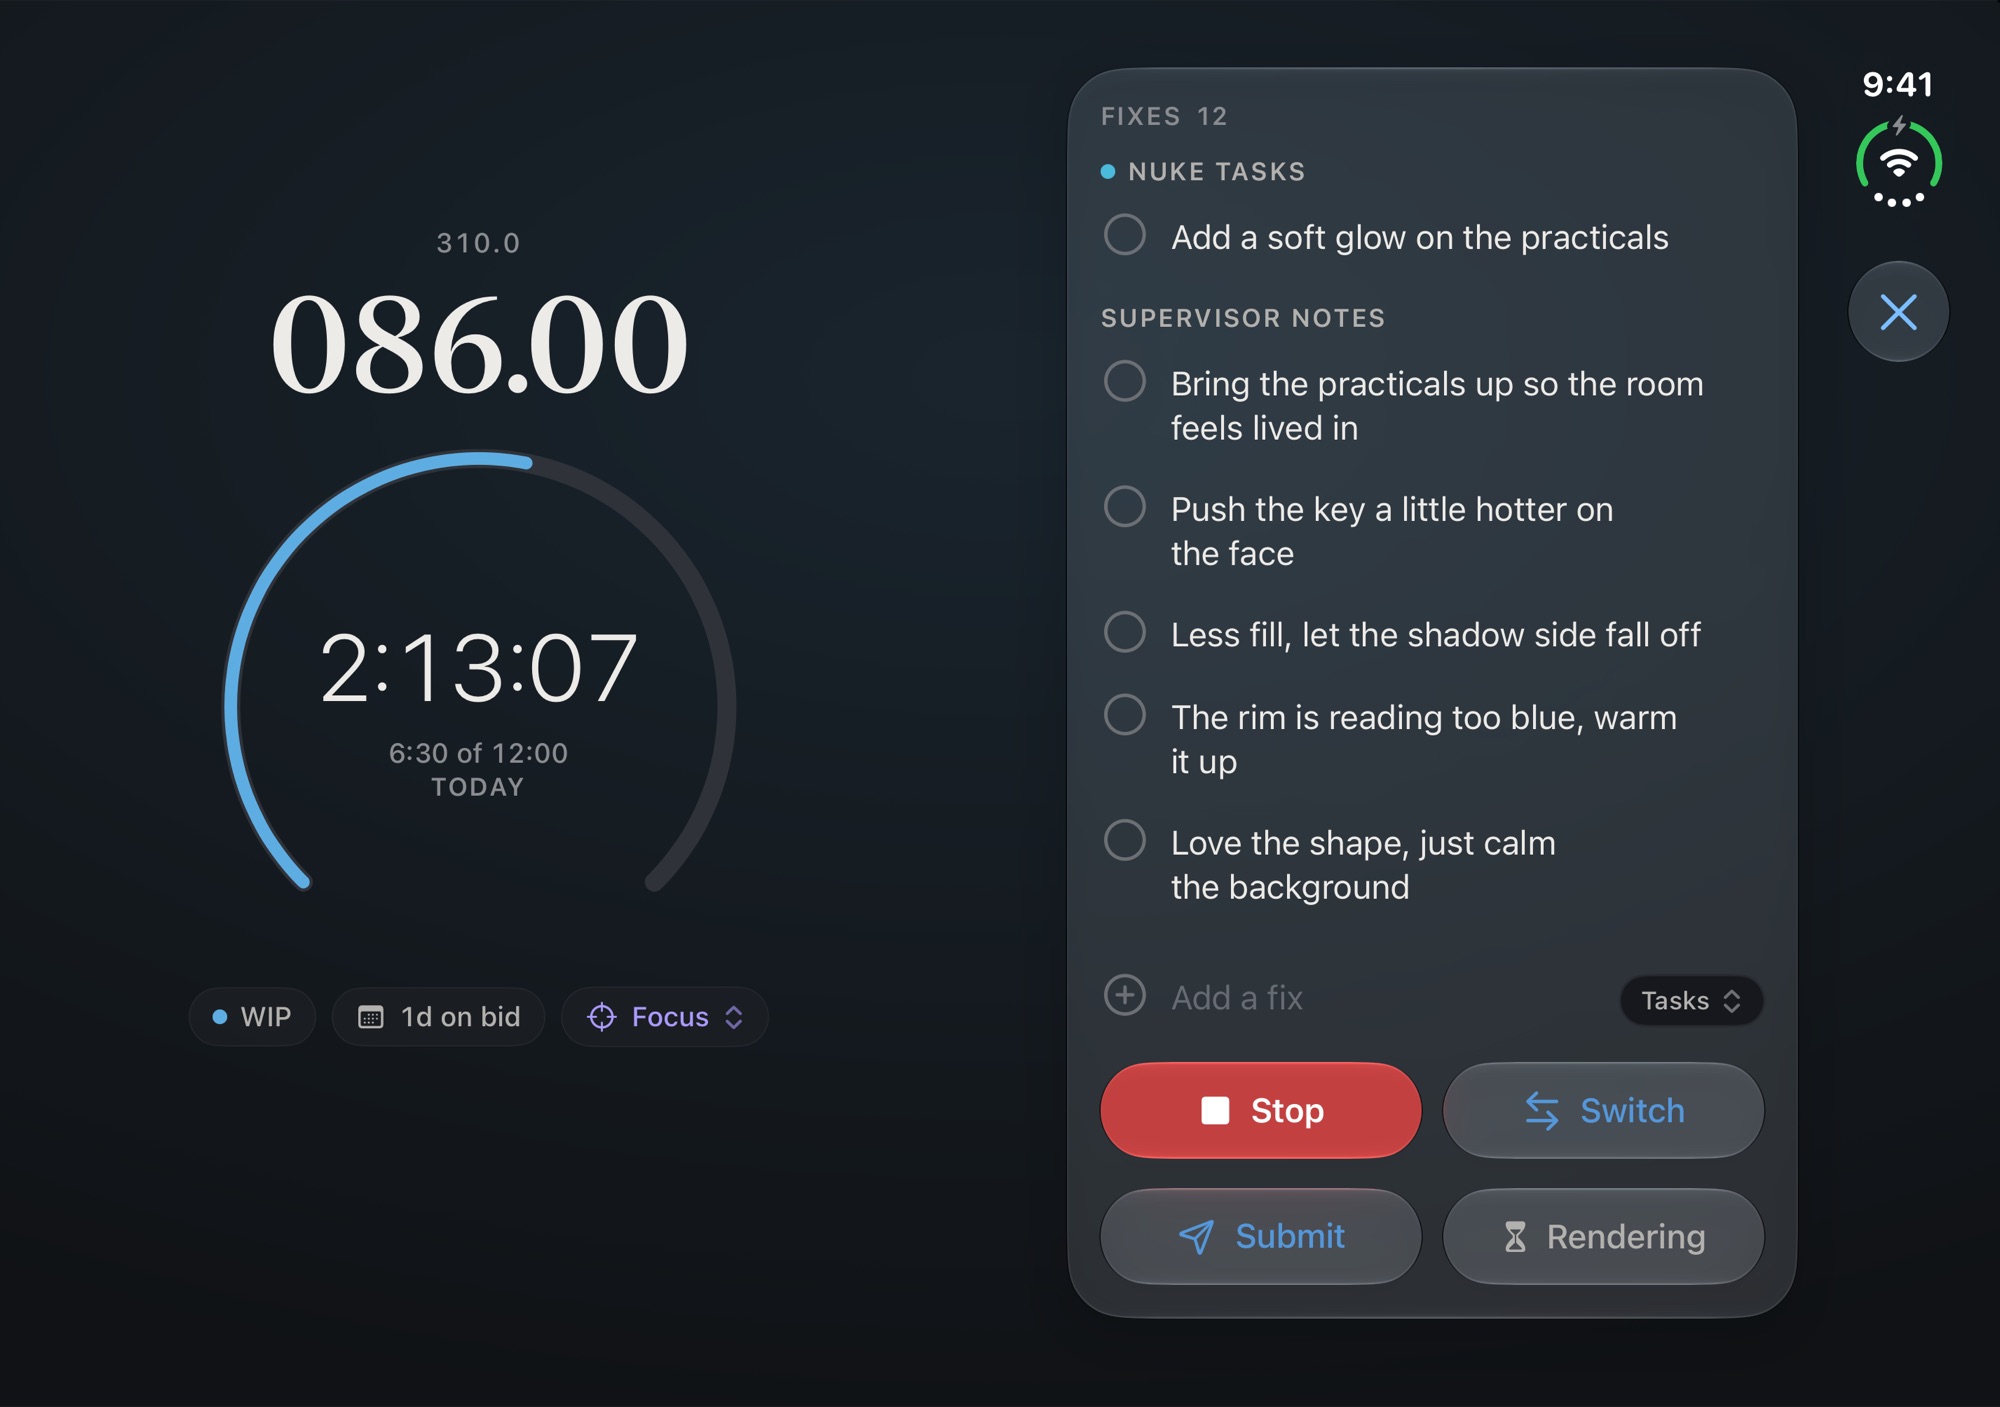 310.0
086.00
2:13:07
6:30 of 12:00
TODAY
WIP
1d on bid
Focus
FIXES 12
NUKE TASKS
Add a soft glow on the practicals
SUPERVISOR NOTES
Bring the practicals up so the room
feels lived in
Push the key a little hotter on
the face
Less fill, let the shadow side fall off
The rim is reading too blue, warm
it up
Love the shape, just calm
the background
Add a fix
Tasks
Stop
Switch
Submit
Rendering
9:41